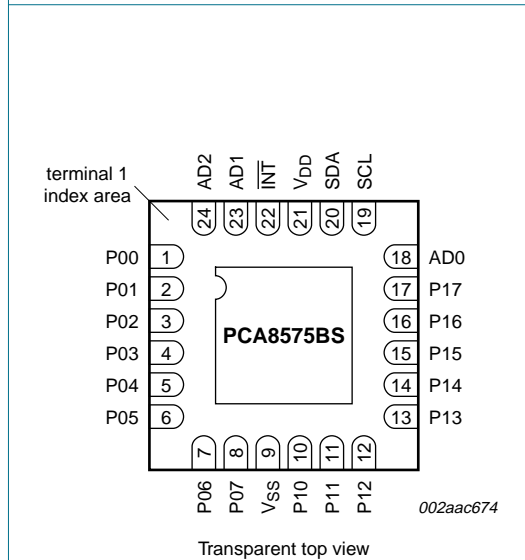 terminal 1
index area
AD2
AD1
INT
VDD
SDA
SCL
24
23
22
21
20
19
P00 1
P01 2
P02 3
P03 4
P04 5
P05 6
PCA8575BS
18 AD0
17 P17
16 P16
15 P15
14 P14
13 P13
7
8
9
10
11
12
P06
P07
VSS
P10
P11
P12
002aac674
Transparent top view